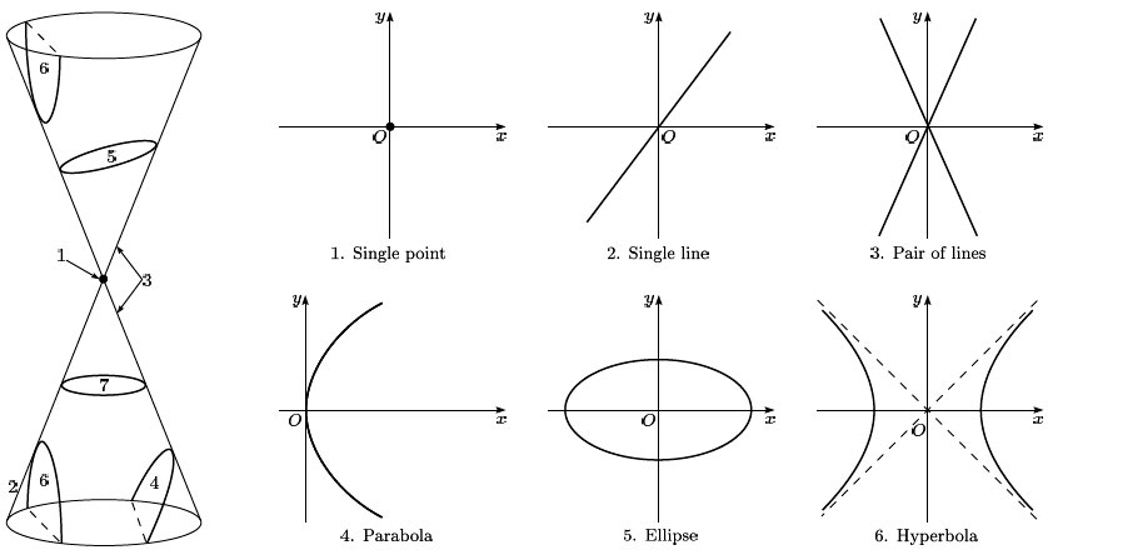 6
5
1
3
7
2
6
4
y
O
x
1. Single point
y
O
x
2. Single line
y
O
x
3. Pair of lines
y
O
x
4. Parabola
y
O
x
5. Ellipse
y
O
x
6. Hyperbola